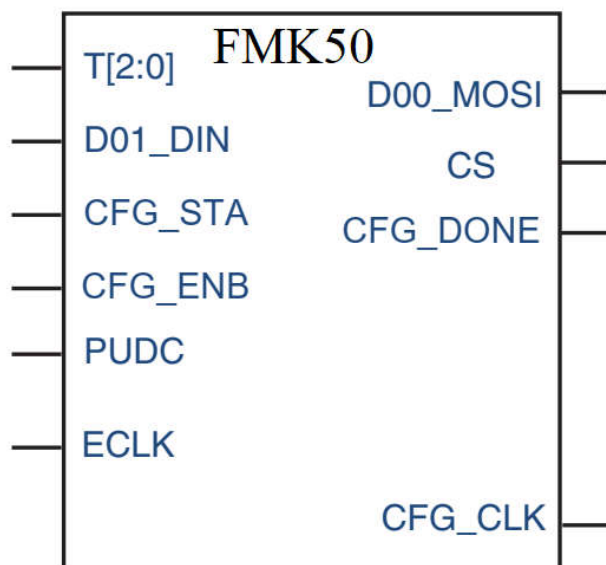 FMK50
T[2:0]
D01_DIN
CFG_STA
CFG_ENB
PUDC
ECLK
D00_MOSI
CS
CFG_DONE
CFG_CLK